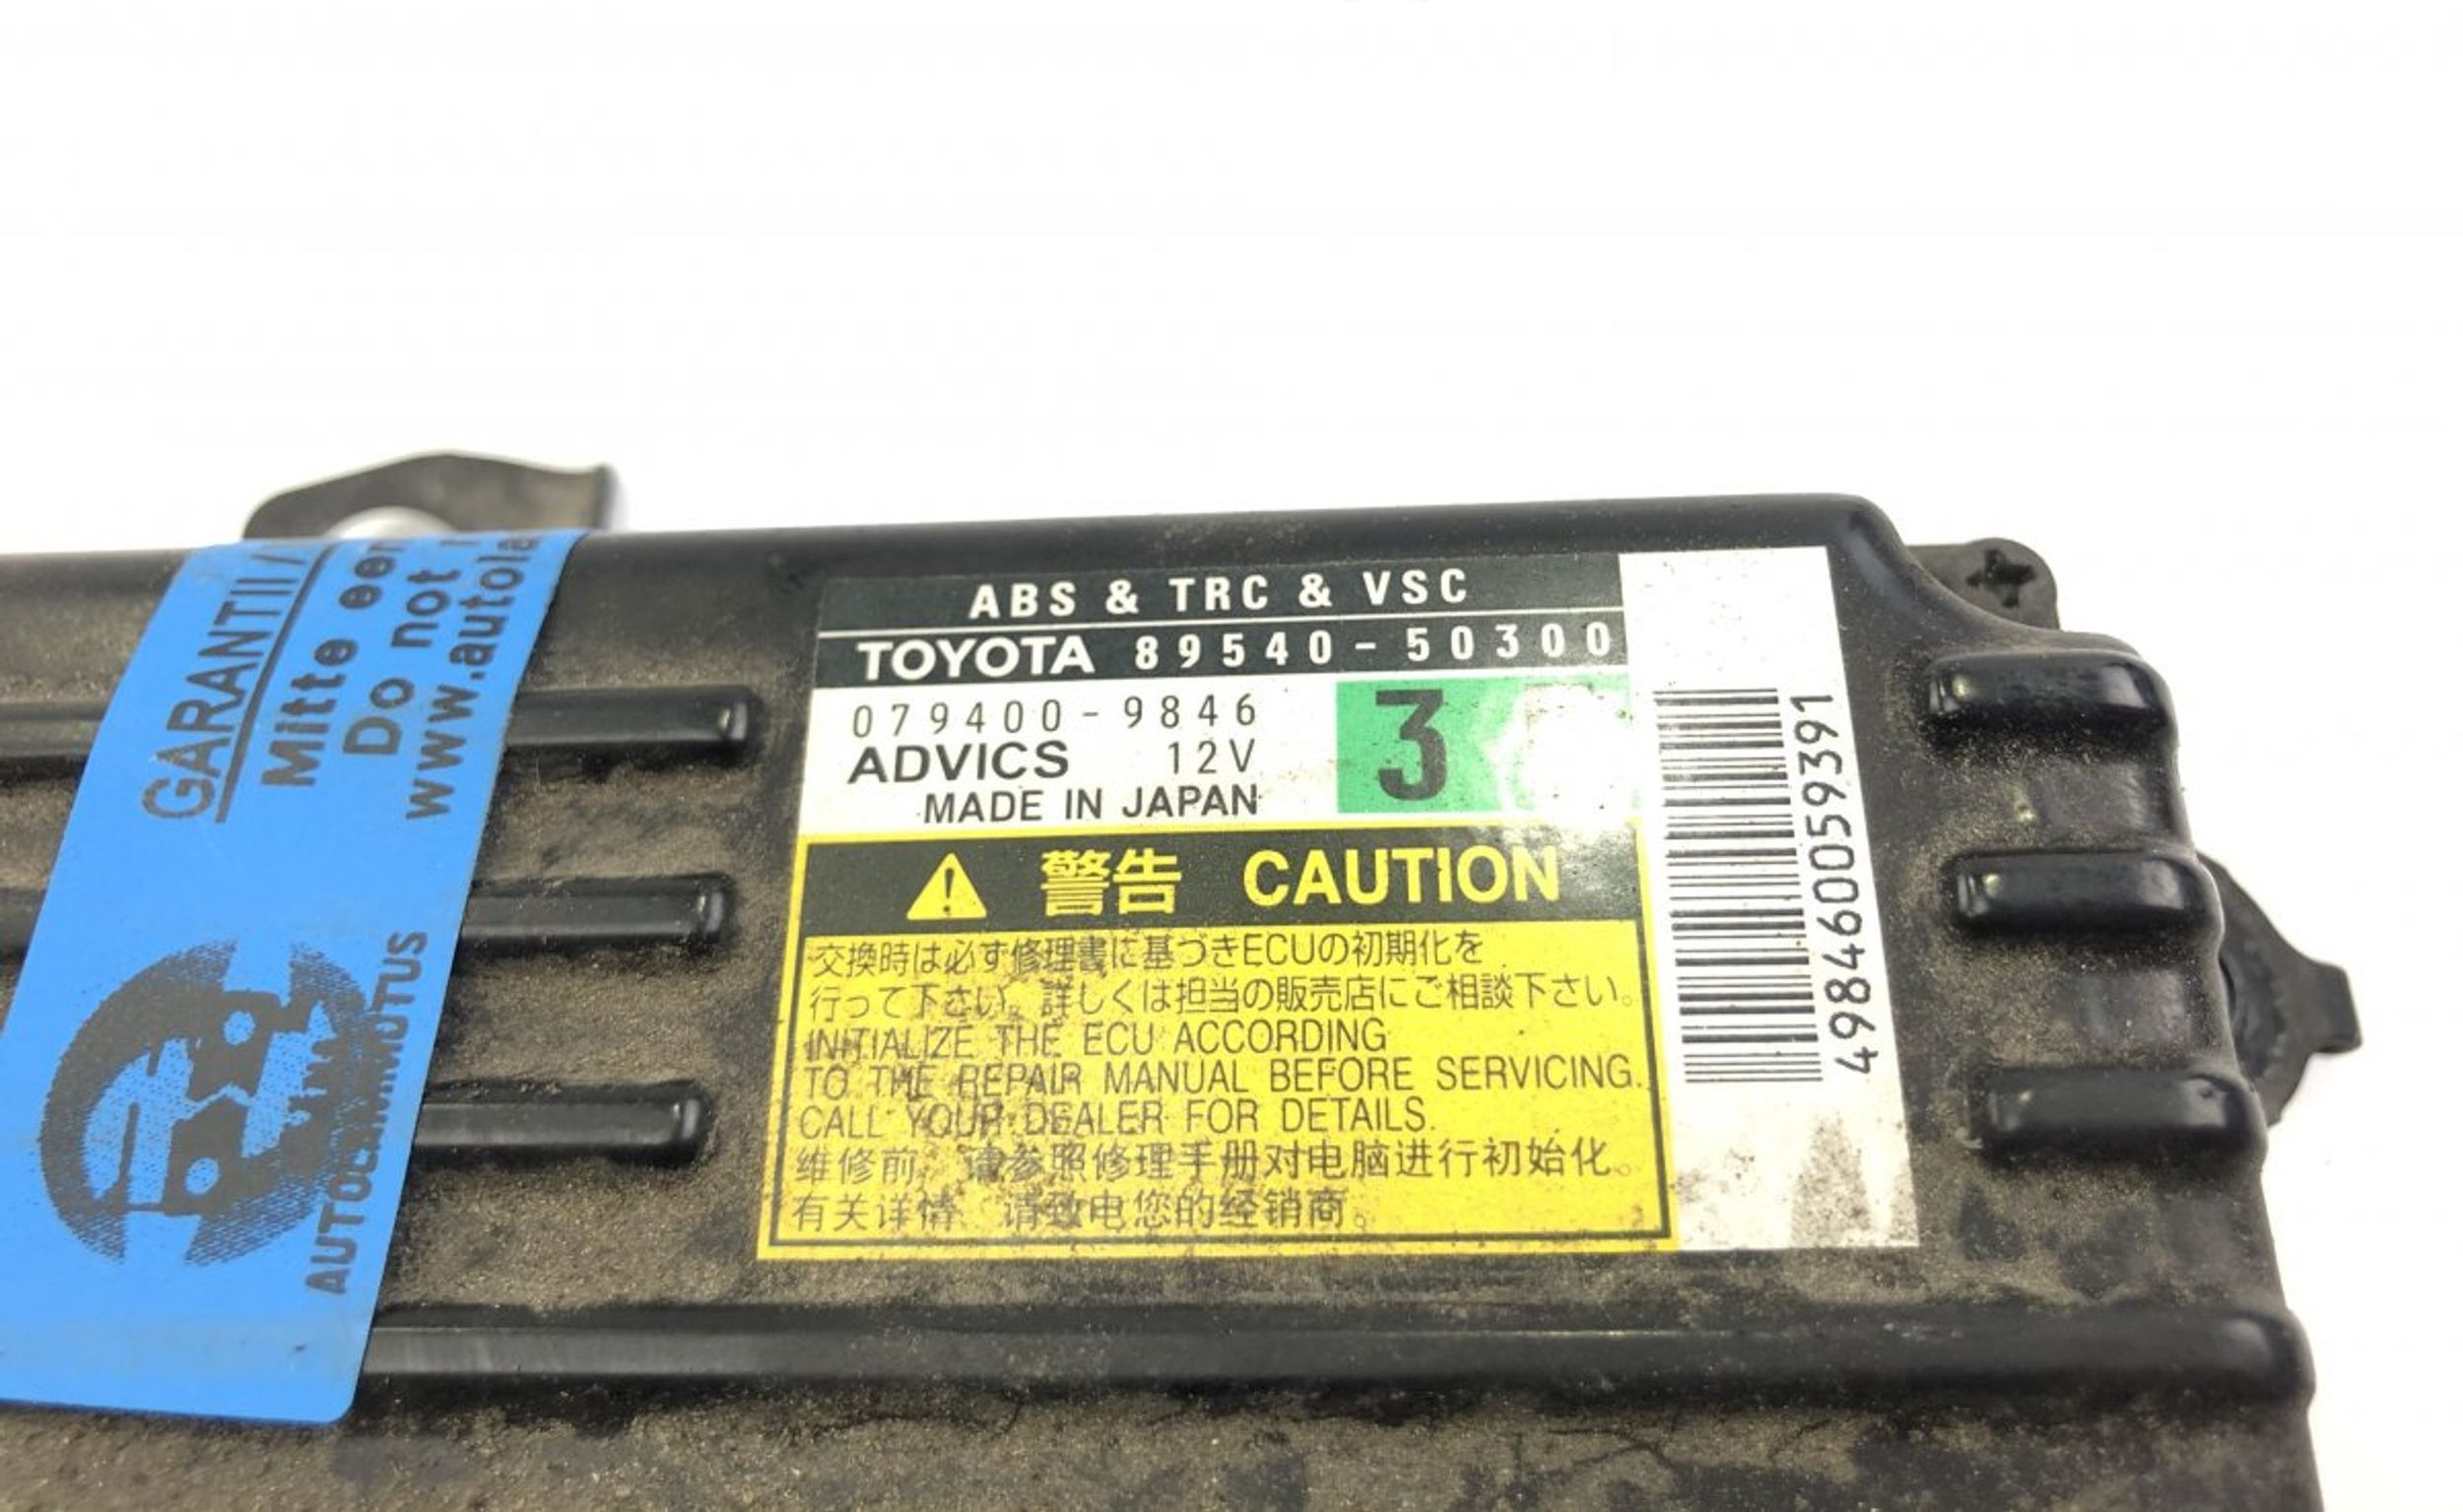 GARANTII /
Mitte eem
Do not
www.autola
AUTOLAMMUTUS
ABS & TRC & VSC
TOYOTA 89540-50300
079400-9846
ADVICS 12V
MADE IN JAPAN
3
警告 CAUTION
交換時は必ず修理書に基づきECUの初期化を
行って下さい。詳しくは担当の販売店にご相談下さい。
INITIALIZE THE ECU ACCORDING
TO THE REPAIR MANUAL BEFORE SERVICING.
CALL YOUR DEALER FOR DETAILS.
维修前,请参照修理手册对电脑进行初始化。
有关详情,请致电您的经销商。
4984600559391